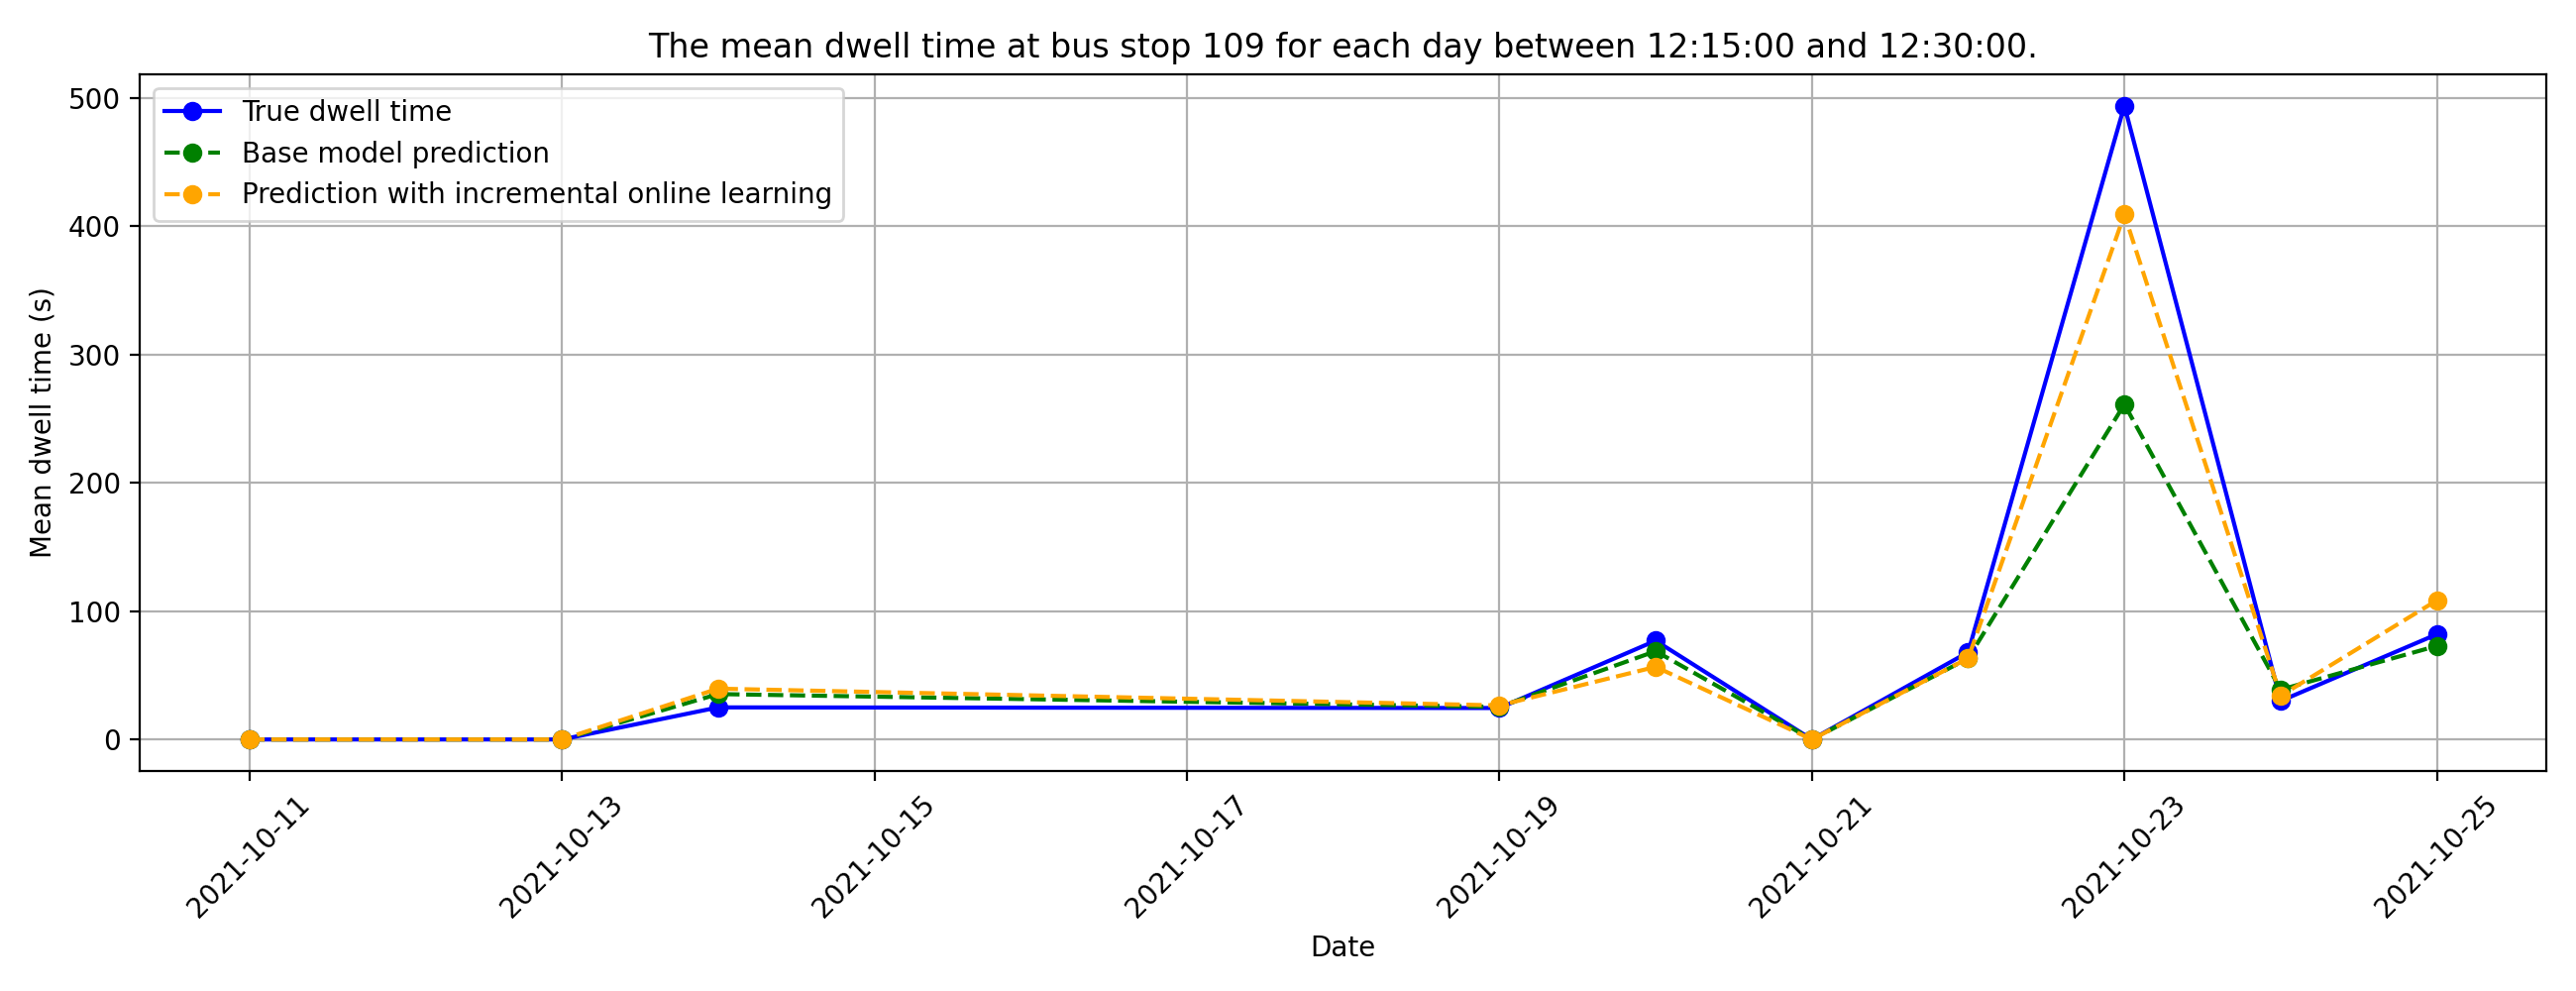 The mean dwell time at bus stop 109 for each day between 12:15:00 and 12:30:00.
True dwell time
Base model prediction
Prediction with incremental online learning
Mean dwell time (s)
500
400
300
200
100
0
2021-10-11
2021-10-13
2021-10-15
2021-10-17
2021-10-19
2021-10-21
2021-10-23
2021-10-25
Date